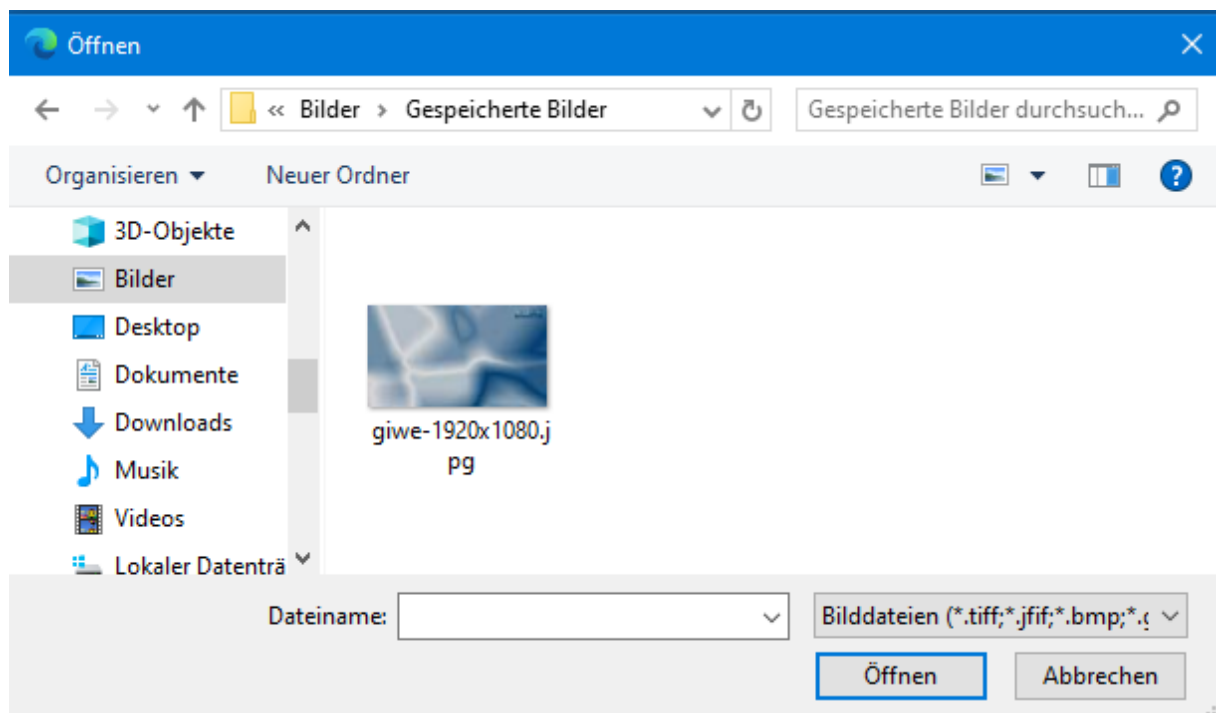 Öffnen
« Bilder > Gespeicherte Bilder
Gespeicherte Bilder durchsuch...
Organisieren
Neuer Ordner
3D-Objekte
Bilder
Desktop
Dokumente
Downloads
Musik
Videos
Lokaler Datenträ
giwe-1920x1080.j
pg
Dateiname:
Bilddateien (*.tiff;*.jfif;*.bmp;*.g
Öffnen
Abbrechen